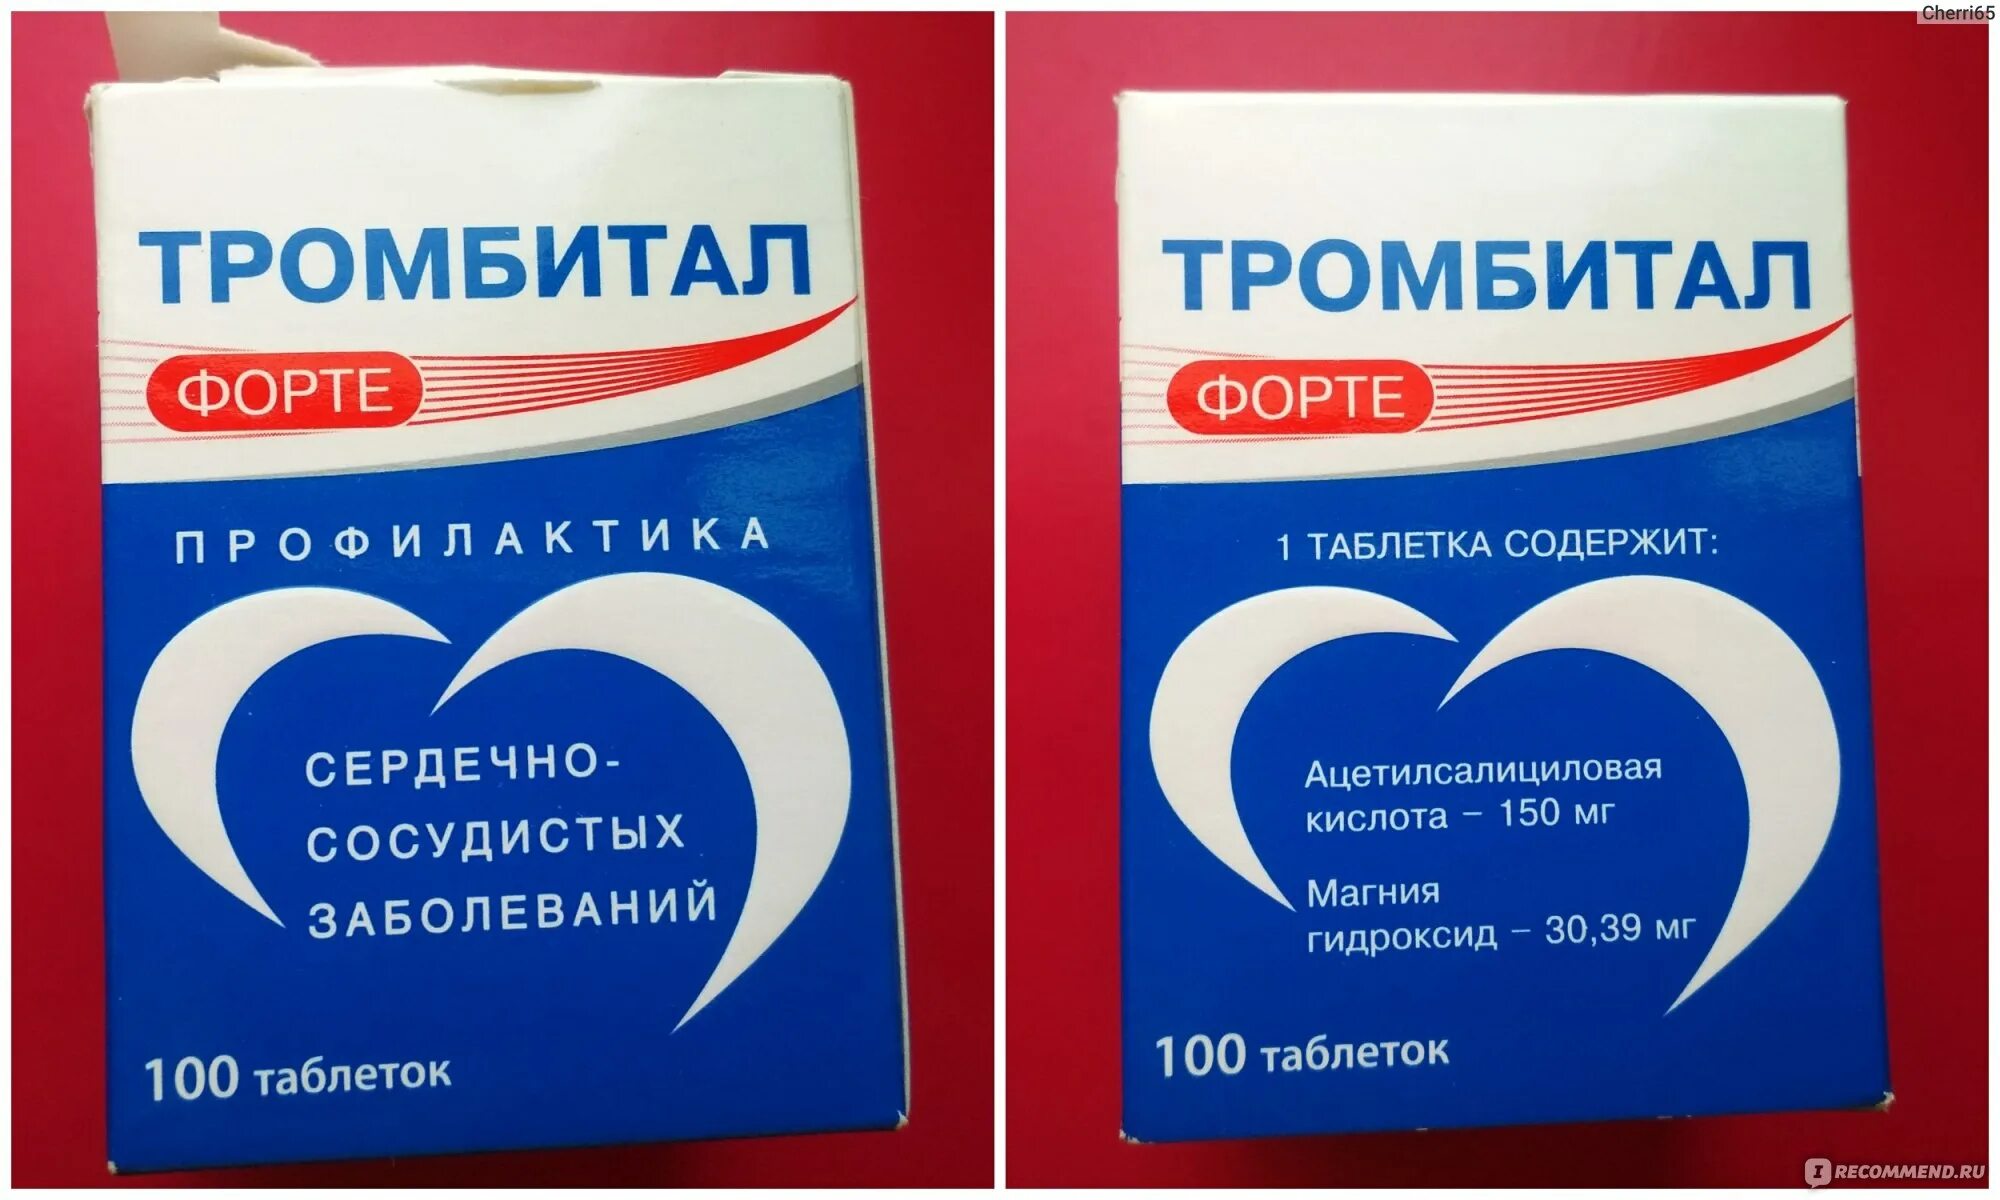 ТРОМБИТАЛ
ФОРТЕ
ПРОФИЛАКТИКА
СЕРДЕЧНО-
СОСУДИСТЫХ
ЗАБОЛЕВАНИЙ
100 таблеток
Cherri65
ТРОМБИТАЛ
ФОРТЕ
1 ТАБЛЕТКА СОДЕРЖИТ:
Ацетилсалициловая
кислота – 150 мг
Магния
гидроксид – 30,39 мг
100 таблеток
I RECOMMEND.RU